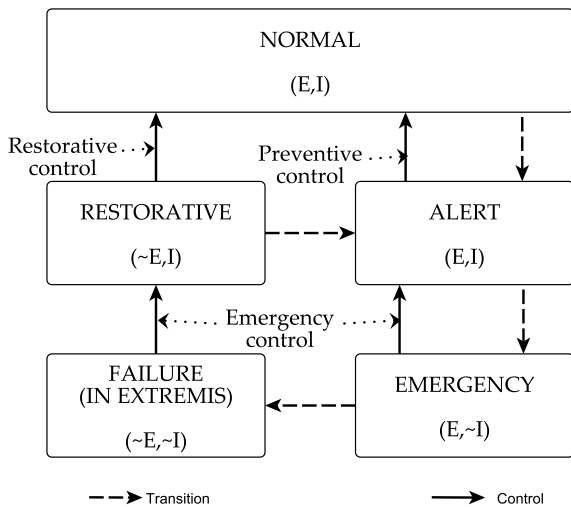 NORMAL
(E,I)
Restorative
control
Preventive
control
RESTORATIVE
(~E,I)
ALERT
(E,I)
Emergency
control
FAILURE
(IN EXTREMIS)
(~E,~I)
EMERGENCY
(E,~I)
Transition
Control